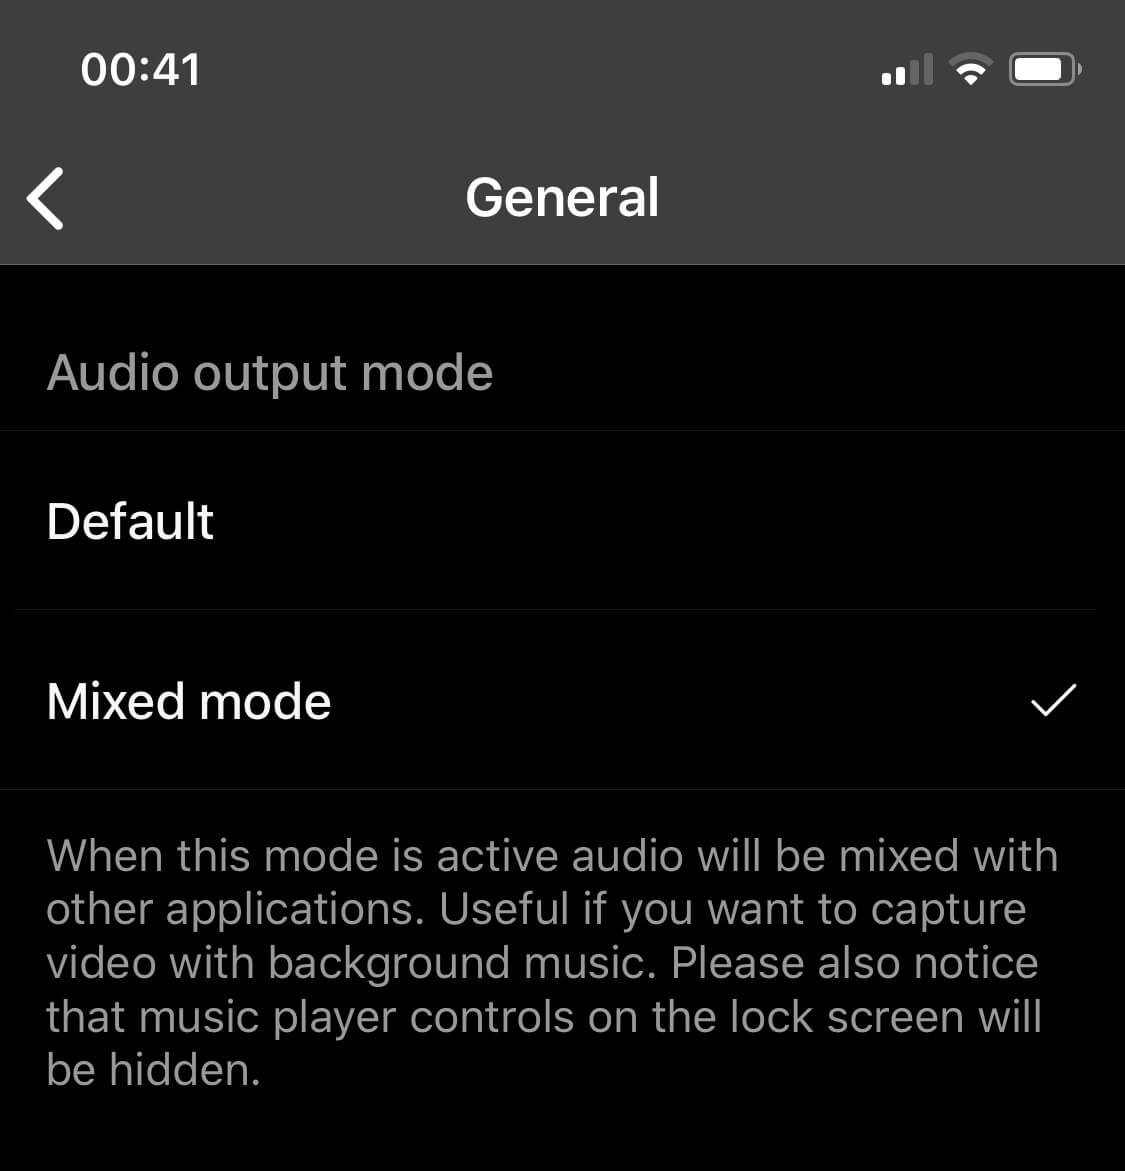 00:41
General
Audio output mode
Default
Mixed mode
When this mode is active audio will be mixed with
other applications. Useful if you want to capture
video with background music. Please also notice
that music player controls on the lock screen will
be hidden.